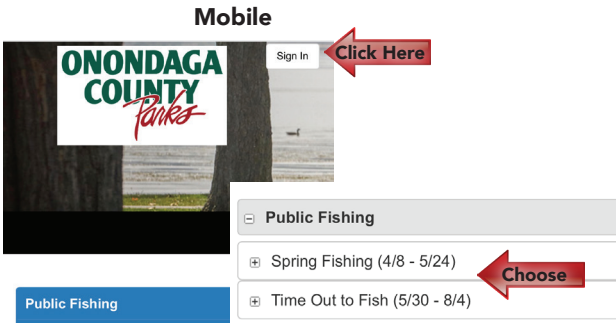 Mobile
ONONDAGA
COUNTY
Parks
Sign In
Click Here
Public Fishing
Spring Fishing (4/8 - 5/24)
Choose
Time Out to Fish (5/30 - 8/4)
Public Fishing